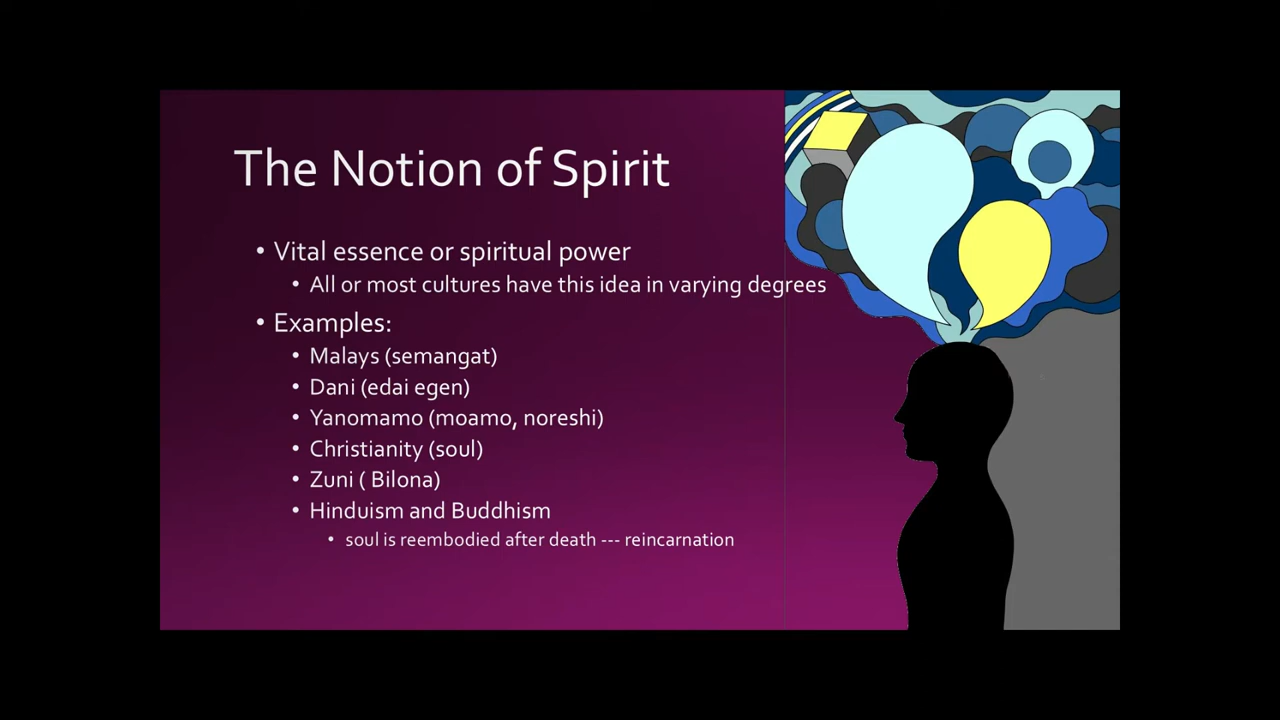 The Notion of Spirit
• Vital essence or spiritual power
• All or most cultures have this idea in varying degrees
• Examples:
• Malays (semangat)
• Dani (edai egen)
• Yanomamo (moamo, noreshi)
• Christianity (soul)
• Zuni ( Bilona)
• Hinduism and Buddhism
• soul is reembodied after death --- reincarnation